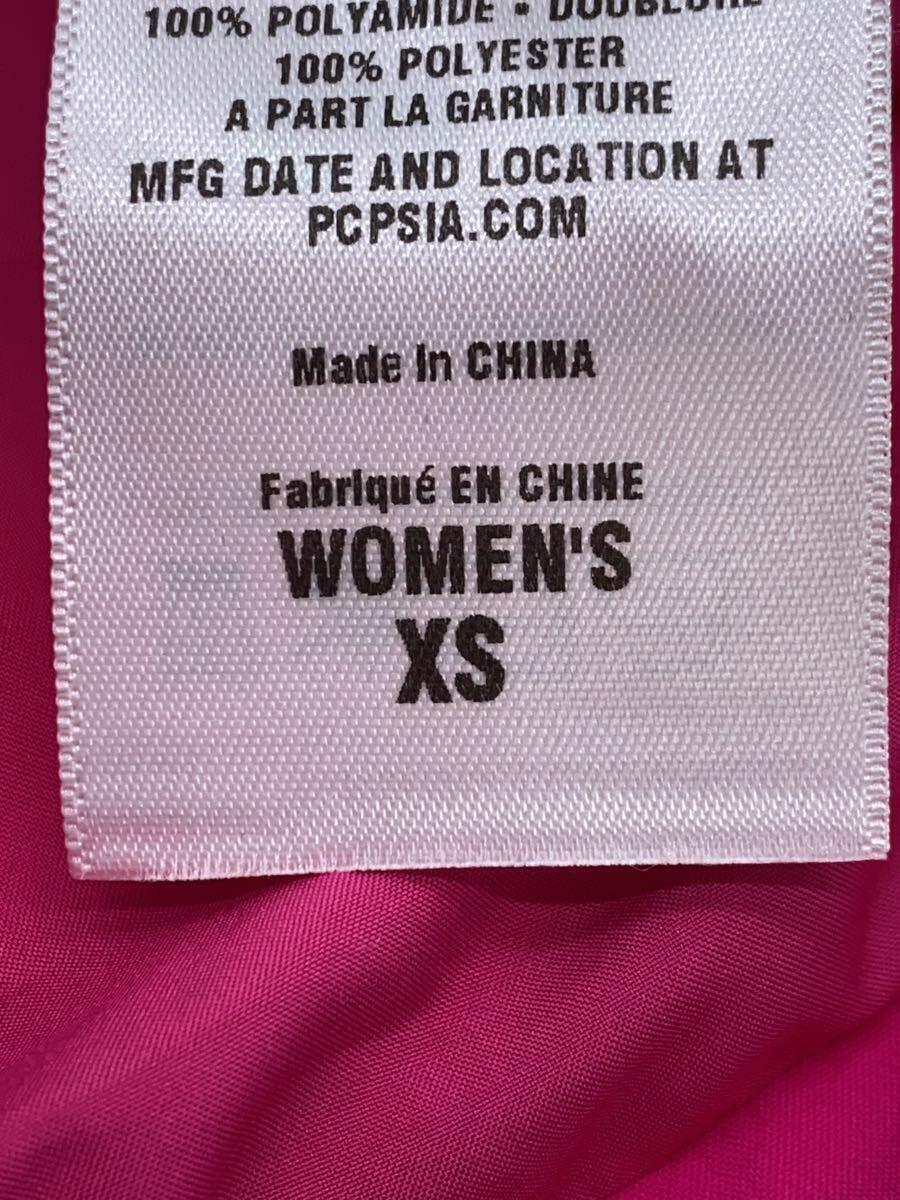 100% POLYAMIDE • DOUBLURE
100% POLYESTER
A PART LA GARNITURE
MFG DATE AND LOCATION AT
PCPSIA.COM
Made In CHINA
Fabriqué EN CHINE
WOMEN'S
XS